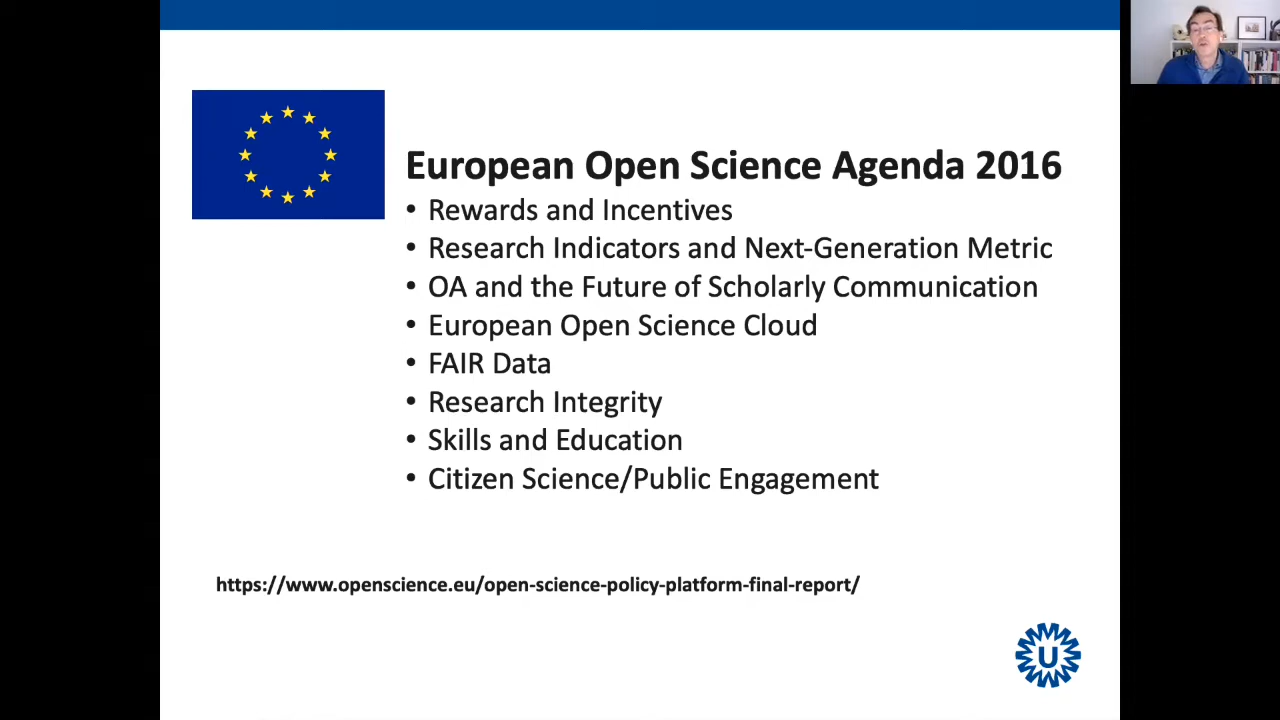 European Open Science Agenda 2016
• Rewards and Incentives
• Research Indicators and Next-Generation Metric
• OA and the Future of Scholarly Communication
• European Open Science Cloud
• FAIR Data
• Research Integrity
• Skills and Education
• Citizen Science/Public Engagement
https://www.openscience.eu/open-science-policy-platform-final-report/
U